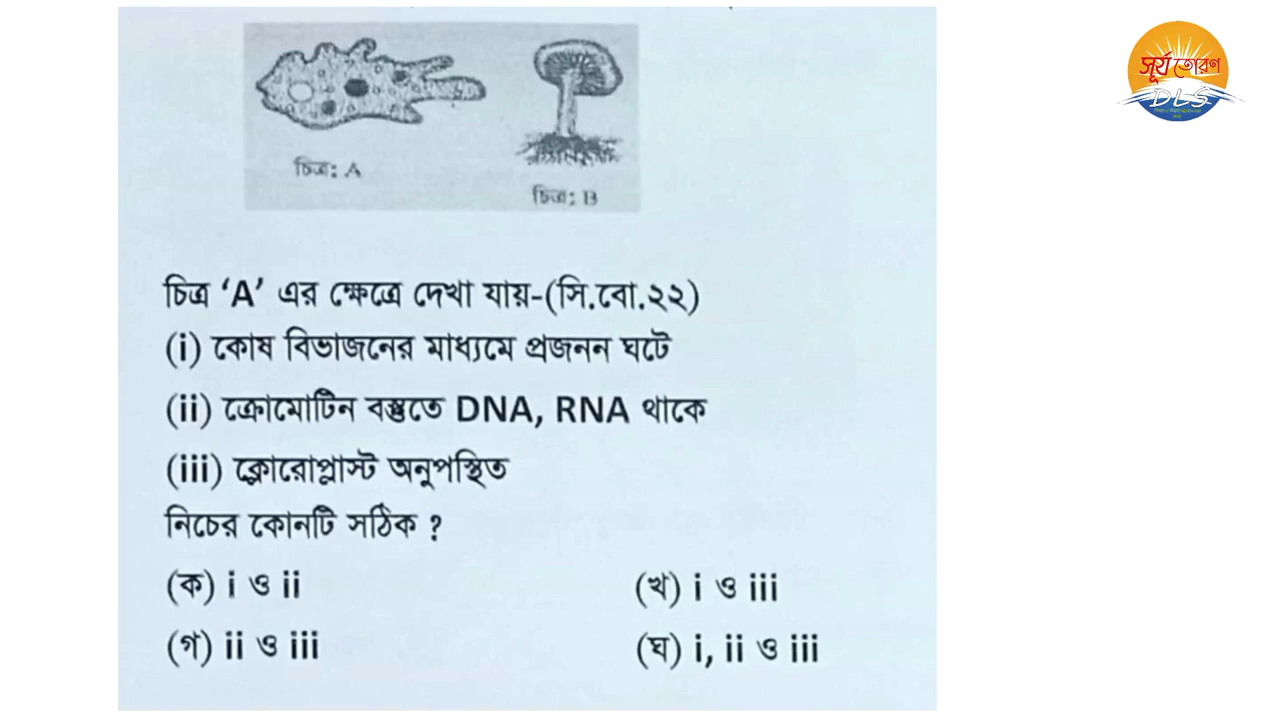 সূর্য তোরণ
DLS
চিত্র: A
চিত্র: B
চিত্র ‘A’ এর ক্ষেত্রে দেখা যায়-(সি.বো.২২)
(i) কোষ বিভাজনের মাধ্যমে প্রজনন ঘটে
(ii) ক্রোমোটিন বস্তুতে DNA, RNA থাকে
(iii) ক্লোরোপ্লাস্ট অনুপস্থিত
নিচের কোনটি সঠিক ?
(ক) i ও ii (খ) i ও iii
(গ) ii ও iii (ঘ) i, ii ও iii